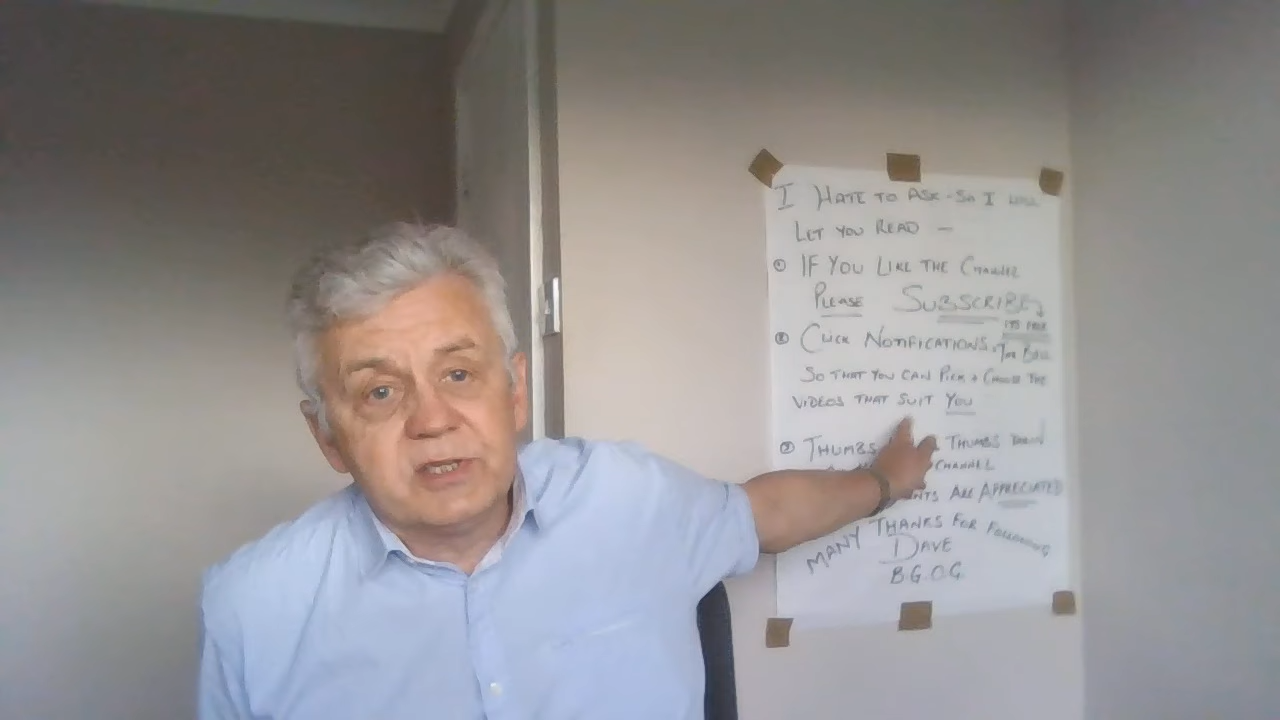 I HATE TO ASK - SO I WILL
LET YOU READ —
① IF YOU LIKE THE CHANNEL
PLEASE SUBSCRIBE,
ITS FREE
② CLICK NOTIFICATIONS, THE BELL
SO THAT YOU CAN PICK + CHOOSE THE
VIDEOS THAT SUIT YOU
③ THUMBS THUMBS DOWN
CHANNEL
ARE APPRECIATED
MANY THANKS FOR FOLLOWING
DAVE
B.G.O.G.